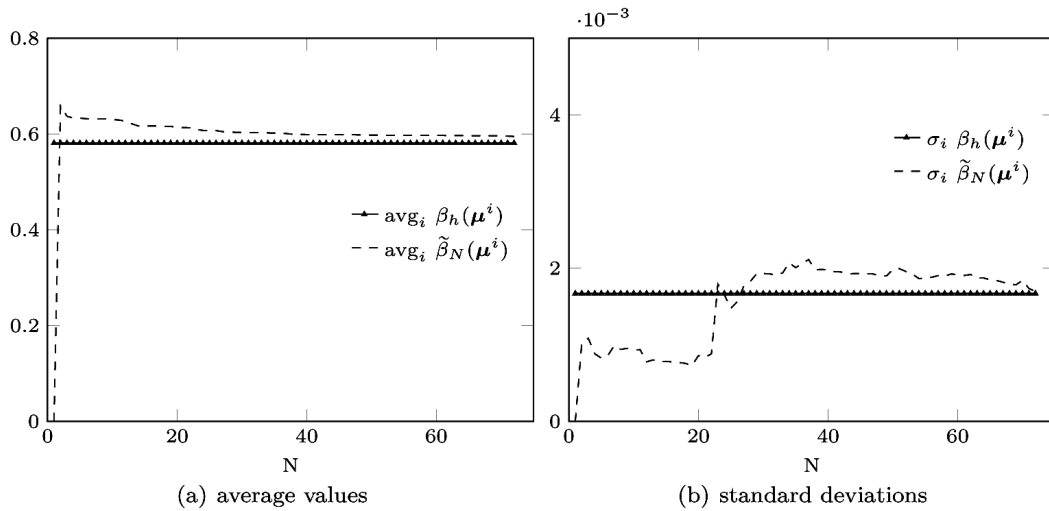 ·10⁻³
0.8
0.6
0.4
0.2
0
0 20 40 60
N
avgᵢ βₕ(μⁱ)
avgᵢ β̃_N(μⁱ)
(a) average values
4
2
0
0 20 40 60
N
σᵢ βₕ(μⁱ)
σᵢ β̃_N(μⁱ)
(b) standard deviations